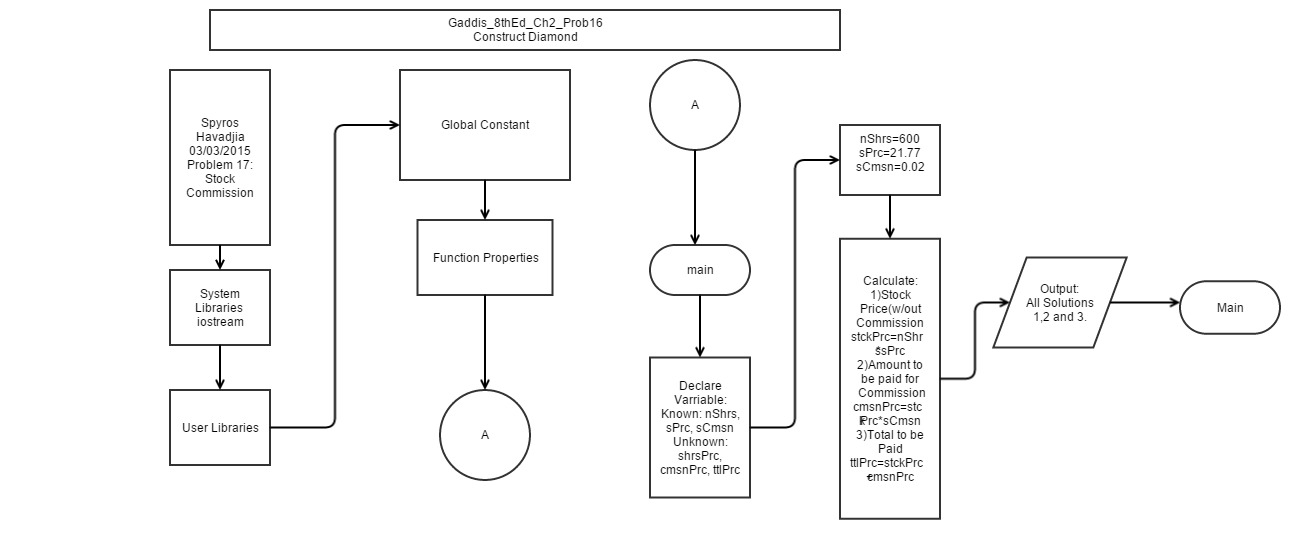 Gaddis_8thEd_Ch2_Prob16
Construct Diamond
Spyros
Havadjia
03/03/2015
Problem 17:
Stock
Commission
System
Libraries
iostream
User Libraries
Global Constant
Function Properties
A
A
main
Declare
Varriable:
Known: nShrs,
sPrc, sCmsn
Unknown:
shrsPrc,
cmsnPrc, ttlPrc
nShrs=600
sPrc=21.77
sCmsn=0.02
Calculate:
1)Stock
Price(w/out
Commission
stckPrc=nShr
s*sPrc
2)Amount to
be paid for
Commission
cmsnPrc=stc
kPrc*sCmsn
3)Total to be
Paid
ttlPrc=stckPrc
+cmsnPrc
Output:
All Solutions
1,2 and 3.
Main